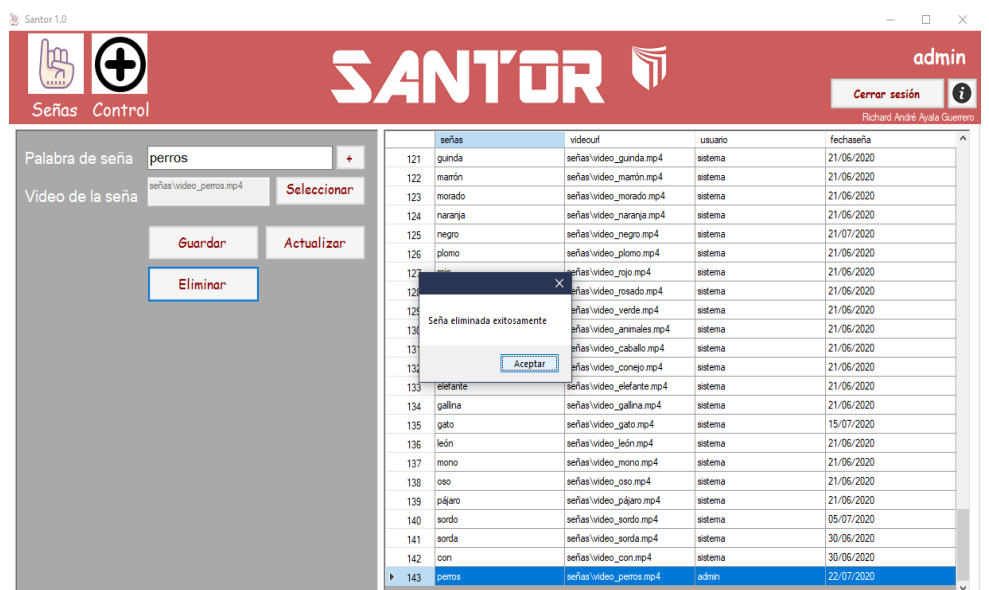 Santor 1.0
SANTOR
admin
Cerrar sesión
i
Richard André Ayala Guerrero
Señas Control
Palabra de seña perros +
Video de la seña señas\video_perros.mp4 Seleccionar
Guardar Actualizar
Eliminar
señas videourl usuario fechaseña
121 guinda señas\video_guinda.mp4 sistema 21/06/2020
122 marrón señas\video_marrón.mp4 sistema 21/06/2020
123 morado señas\video_morado.mp4 sistema 21/06/2020
124 naranja señas\video_naranja.mp4 sistema 21/06/2020
125 negro señas\video_negro.mp4 sistema 21/07/2020
126 plomo señas\video_plomo.mp4 sistema 21/06/2020
127 señas\video_rojo.mp4 sistema 21/06/2020
eñas\video_rosado.mp4 sistema 21/06/2020
eñas\video_verde.mp4 sistema 21/06/2020
eñas\video_animales.mp4 sistema 21/06/2020
eñas\video_caballo.mp4 sistema 21/06/2020
eñas\video_conejo.mp4 sistema 21/06/2020
Seña eliminada exitosamente
Aceptar
133 elefante señas\video_elefante.mp4 sistema 21/06/2020
134 gallina señas\video_gallina.mp4 sistema 21/06/2020
135 gato señas\video_gato.mp4 sistema 15/07/2020
136 león señas\video_león.mp4 sistema 21/06/2020
137 mono señas\video_mono.mp4 sistema 21/06/2020
138 oso señas\video_oso.mp4 sistema 21/06/2020
139 pájaro señas\video_pájaro.mp4 sistema 21/06/2020
140 sordo señas\video_sordo.mp4 sistema 05/07/2020
141 sorda señas\video_sorda.mp4 sistema 30/06/2020
142 con señas\video_con.mp4 sistema 30/06/2020
143 perros señas\video_perros.mp4 admin 22/07/2020